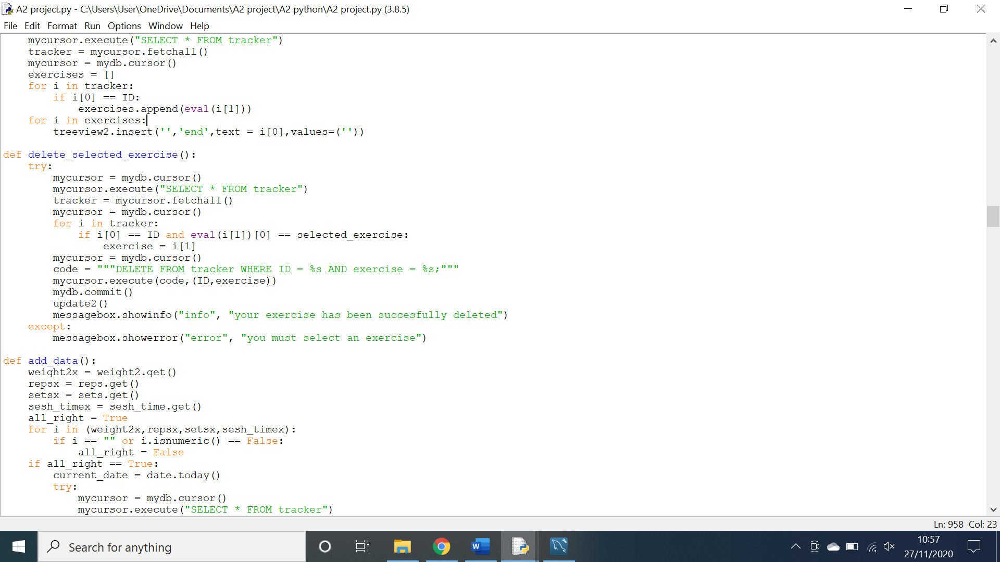 A2 project.py - C:\Users\User\OneDrive\Documents\A2 project\A2 python\A2 project.py (3.8.5)
File Edit Format Run Options Window Help
    mycursor.execute("SELECT * FROM tracker")
    tracker = mycursor.fetchall()
    mycursor = mydb.cursor()
    exercises = []
    for i in tracker:
        if i[0] == ID:
            exercises.append(eval(i[1]))
    for i in exercises:
        treeview2.insert('','end',text = i[0],values=(''))
def delete_selected_exercise():
    try:
        mycursor = mydb.cursor()
        mycursor.execute("SELECT * FROM tracker")
        tracker = mycursor.fetchall()
        mycursor = mydb.cursor()
        for i in tracker:
            if i[0] == ID and eval(i[1])[0] == selected_exercise:
                exercise = i[1]
        mycursor = mydb.cursor()
        code = """DELETE FROM tracker WHERE ID = %s AND exercise = %s;"""
        mycursor.execute(code,(ID,exercise))
        mydb.commit()
        update2()
        messagebox.showinfo("info", "your exercise has been succesfully deleted")
    except:
        messagebox.showerror("error", "you must select an exercise")
def add_data():
    weight2x = weight2.get()
    repsx = reps.get()
    setsx = sets.get()
    sesh_timex = sesh_time.get()
    all_right = True
    for i in (weight2x,repsx,setsx,sesh_timex):
        if i == "" or i.isnumeric() == False:
            all_right = False
    if all_right == True:
        current_date = date.today()
        try:
            mycursor = mydb.cursor()
            mycursor.execute("SELECT * FROM tracker")
Ln: 958 Col: 23
Search for anything
W
10:57
27/11/2020